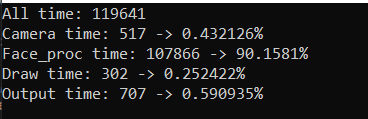 All time: 119641
Camera time: 517 -> 0.432126%
Face_proc time: 107866 -> 90.1581%
Draw time: 302 -> 0.252422%
Output time: 707 -> 0.590935%